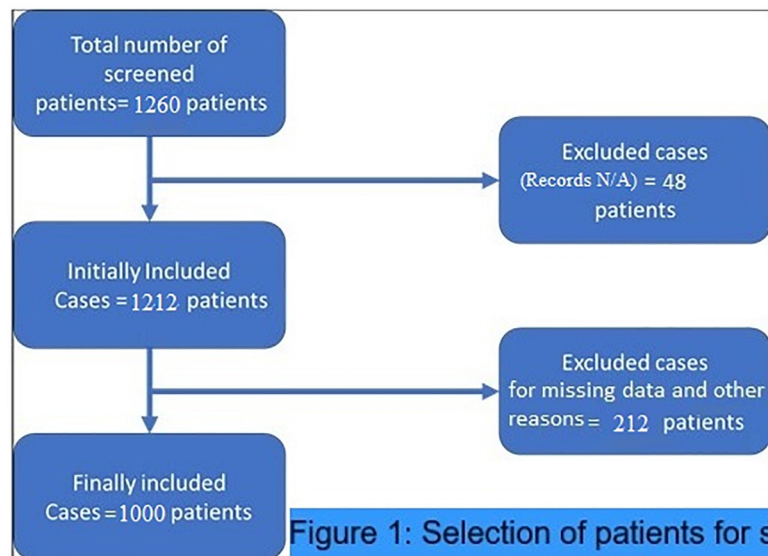 Total number of
screened
patients= 1260 patients
Excluded cases
(Records N/A) = 48
patients
Initially Included
Cases =1212 patients
Excluded cases
for missing data and other
reasons = 212 patients
Finally included
Cases =1000 patients
Figure 1: Selection of patients for s